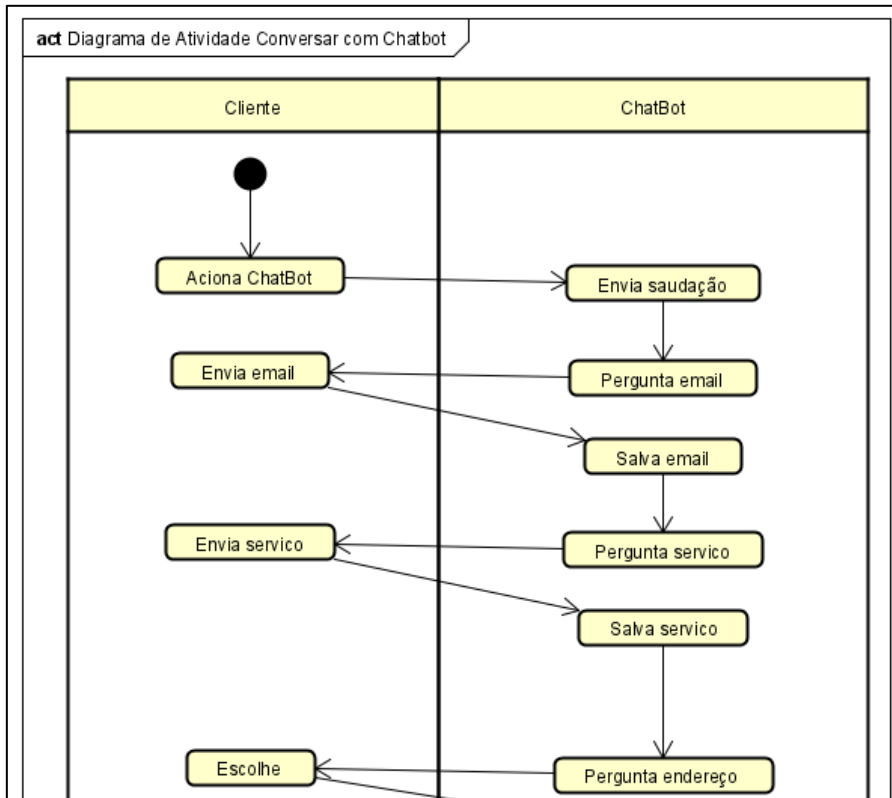 act Diagrama de Atividade Conversar com Chatbot
Cliente
ChatBot
Aciona ChatBot
Envia saudação
Envia email
Pergunta email
Salva email
Envia servico
Pergunta servico
Salva servico
Escolhe
Pergunta endereço